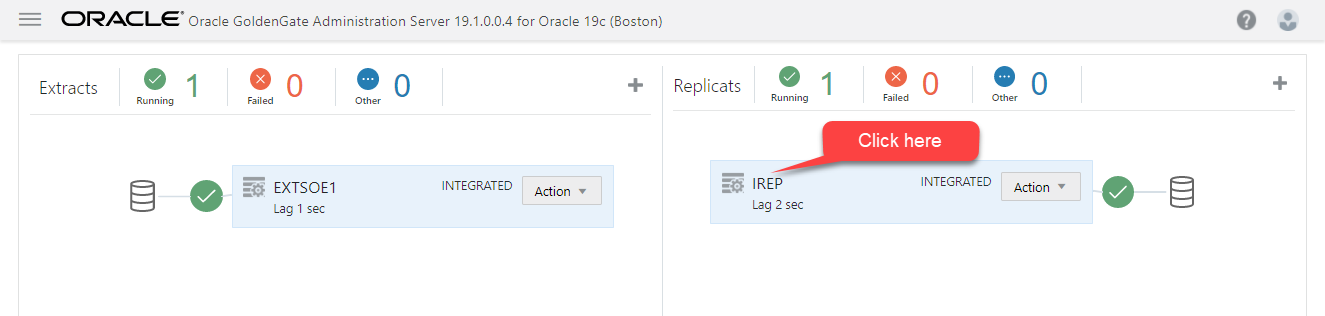 ORACLE® Oracle GoldenGate Administration Server 19.1.0.0.4 for Oracle 19c (Boston)
Extracts
1
Running
0
Failed
0
Other
Replicats
1
Running
0
Failed
0
Other
Click here
EXTSOE1
INTEGRATED
Action
Lag 1 sec
IREP
INTEGRATED
Action
Lag 2 sec